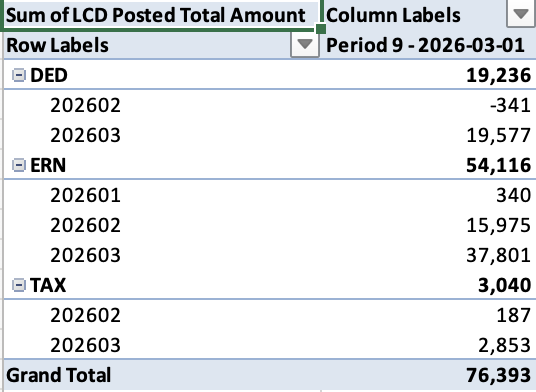 Sum of LCD Posted Total Amount Column Labels
Row Labels Period 9 - 2026-03-01
DED 19,236
202602 -341
202603 19,577
ERN 54,116
202601 340
202602 15,975
202603 37,801
TAX 3,040
202602 187
202603 2,853
Grand Total 76,393